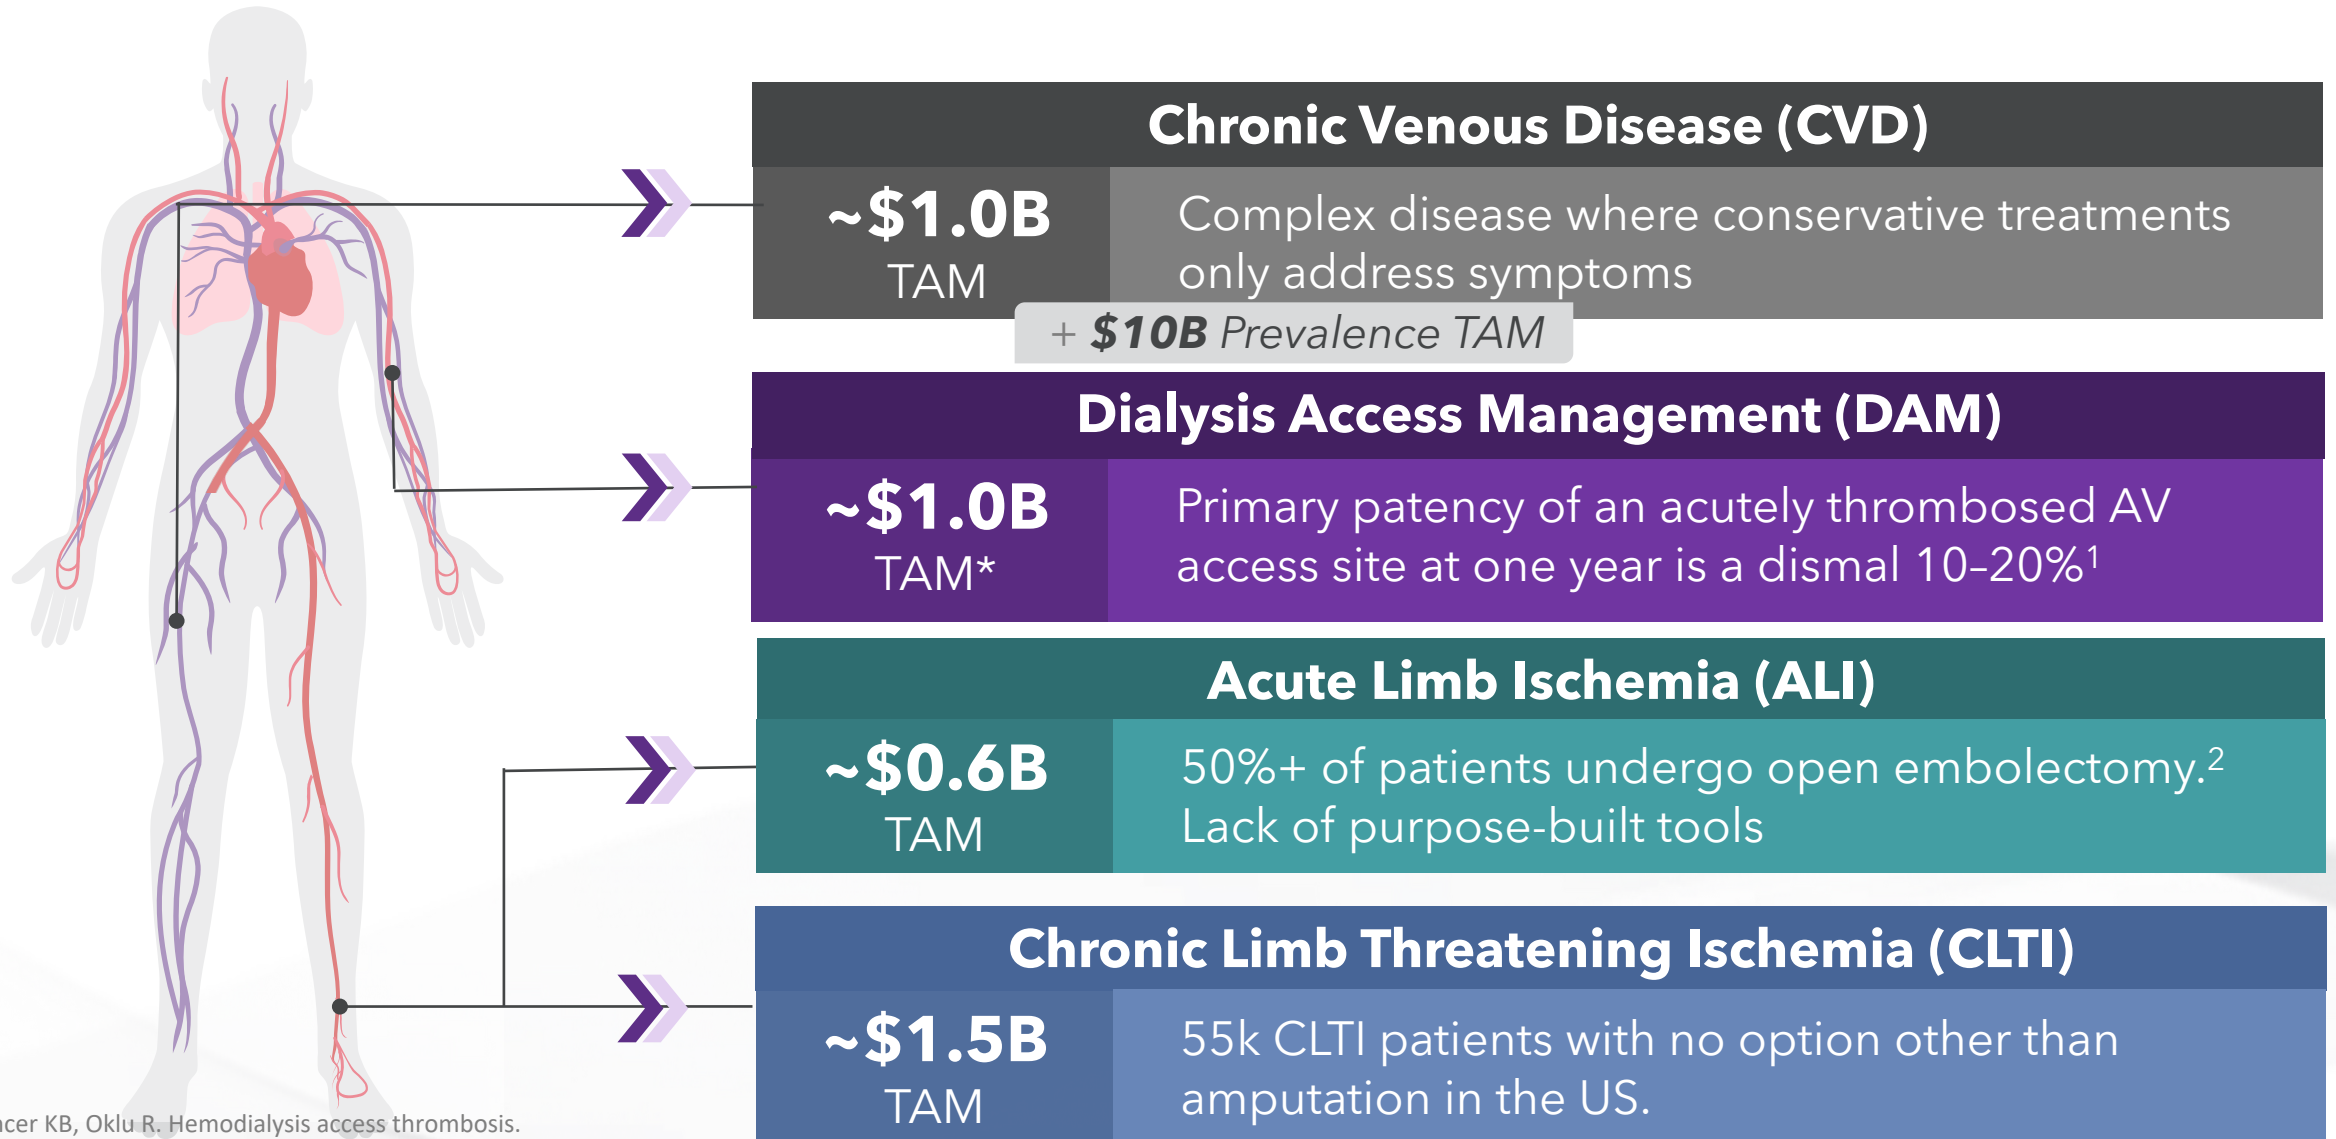 Chronic Venous Disease (CVD)
~$1.0B
TAM
Complex disease where conservative treatments
only address symptoms
+ $10B Prevalence TAM
Dialysis Access Management (DAM)
~$1.0B
TAM*
Primary patency of an acutely thrombosed AV
access site at one year is a dismal 10–20%¹
Acute Limb Ischemia (ALI)
~$0.6B
TAM
50%+ of patients undergo open embolectomy.²
Lack of purpose-built tools
Chronic Limb Threatening Ischemia (CLTI)
~$1.5B
TAM
55k CLTI patients with no option other than
amputation in the US.
KB, Oklu R. Hemodialysis access thrombosis.